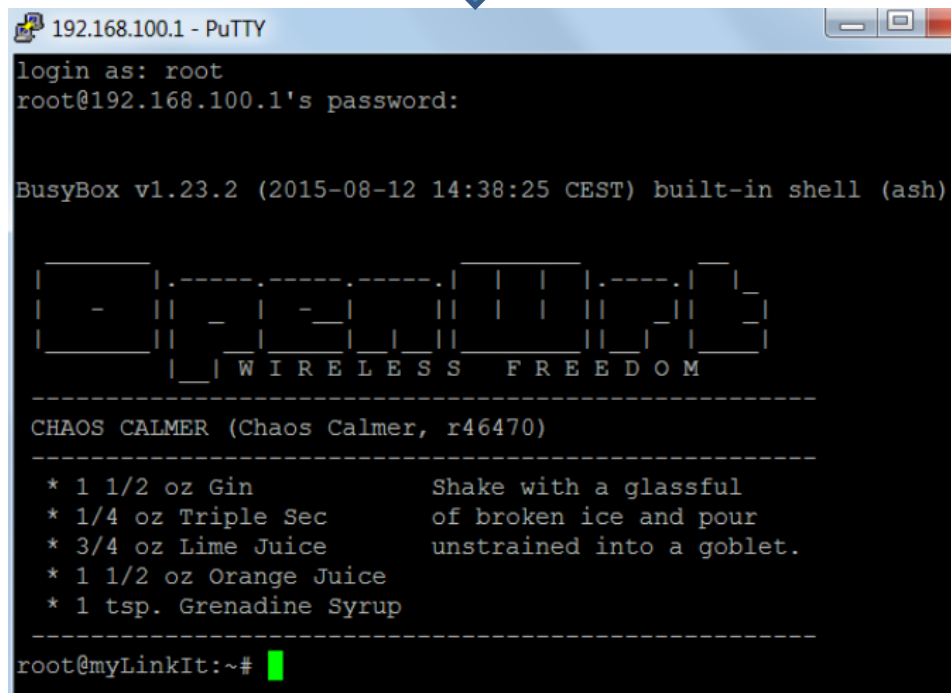 192.168.100.1 - PuTTY
login as: root
root@192.168.100.1's password:
BusyBox v1.23.2 (2015-08-12 14:38:25 CEST) built-in shell (ash)
OpenWrt
W I R E L E S S   F R E E D O M
-----------------------------------------------------
CHAOS CALMER (Chaos Calmer, r46470)
-----------------------------------------------------
* 1 1/2 oz Gin            Shake with a glassful
* 1/4 oz Triple Sec       of broken ice and pour
* 3/4 oz Lime Juice       unstrained into a goblet.
* 1 1/2 oz Orange Juice
* 1 tsp. Grenadine Syrup
-----------------------------------------------------
root@myLinkIt:~#